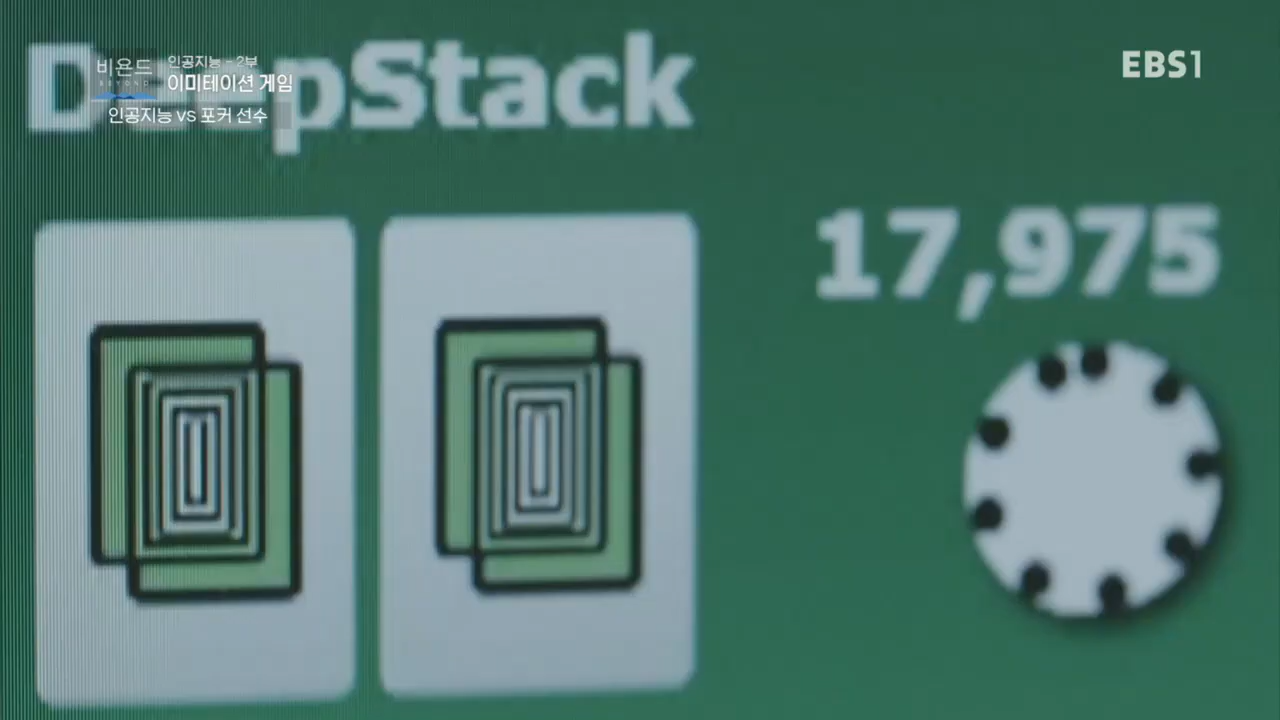 DeepStack
비욘드
BEYOND
인공지능 - 2부
이미테이션 게임
인공지능 vs 포커 선수
EBS1
17,975